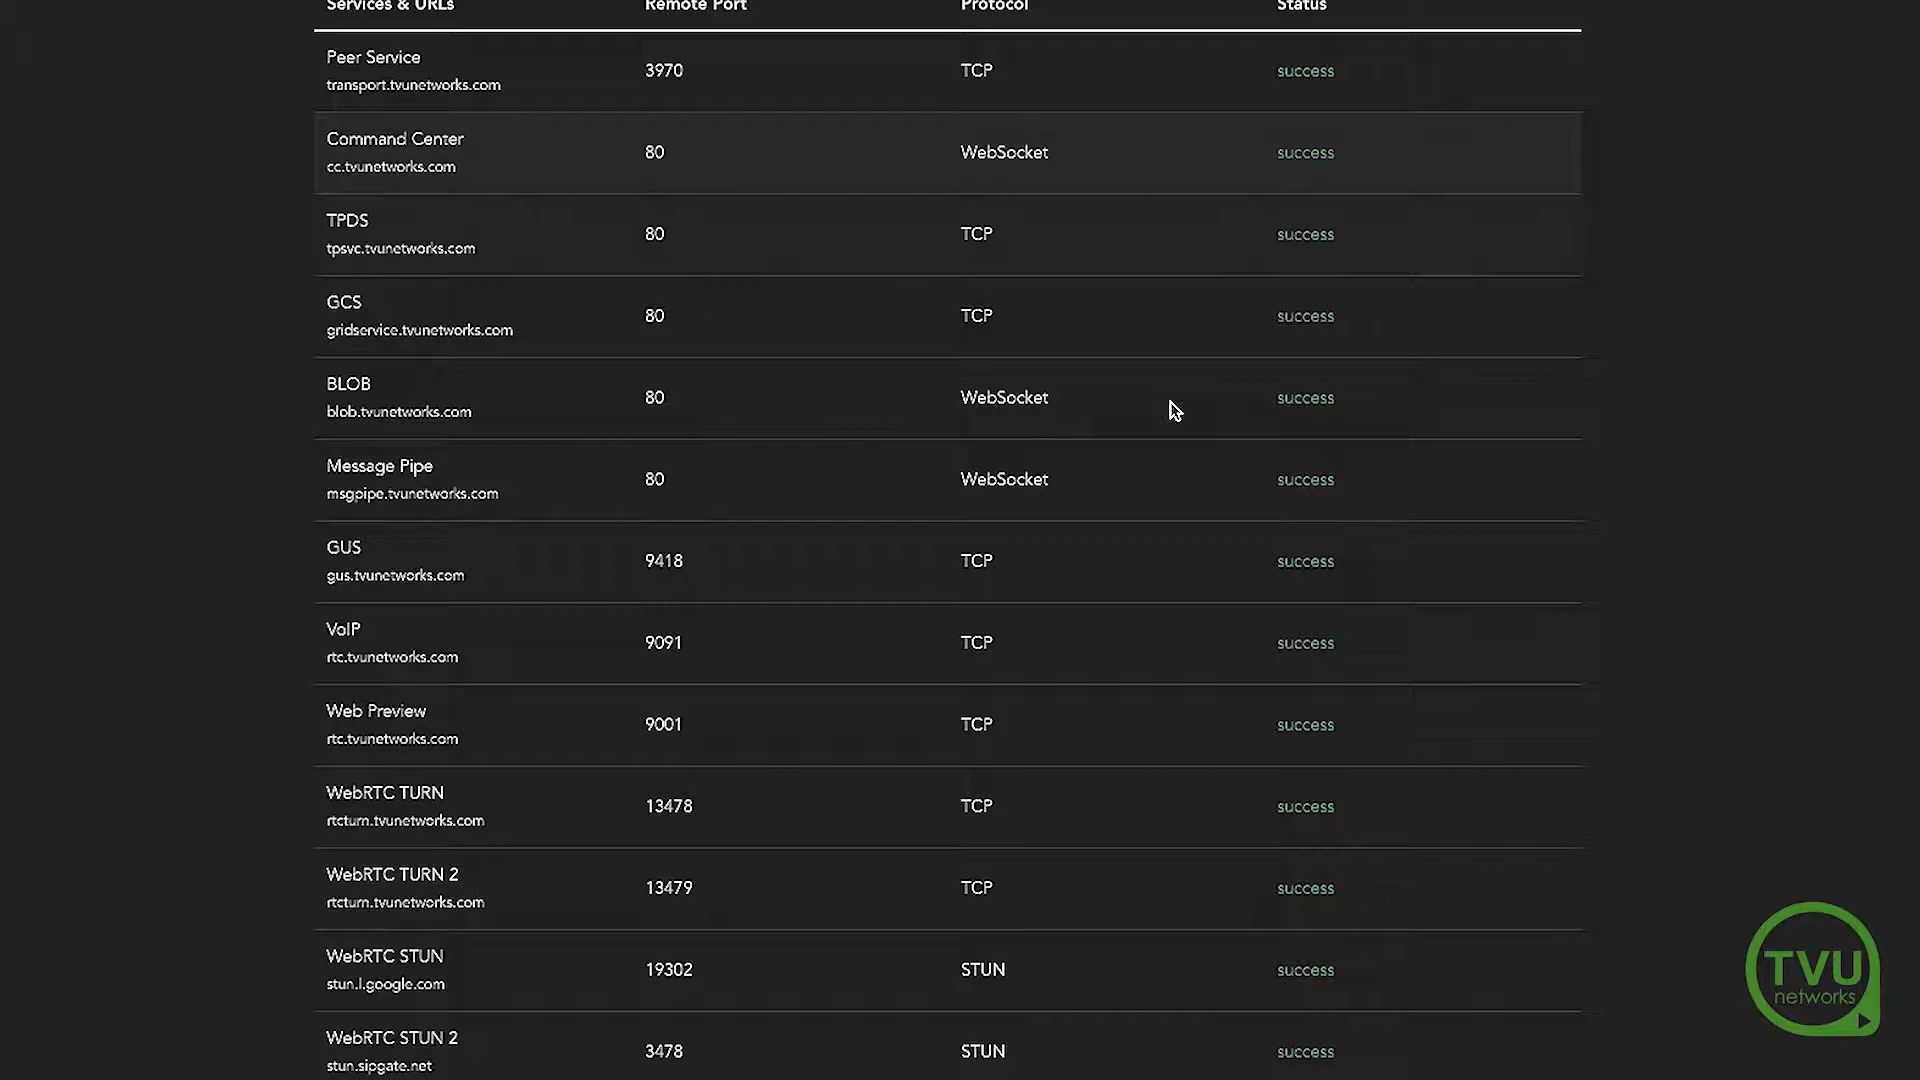 Services & URLs Remote Port Protocol Status
Peer Service
transport.tvunetworks.com
3970 TCP success
Command Center
cc.tvunetworks.com
80 WebSocket success
TPDS
tpsvc.tvunetworks.com
80 TCP success
GCS
gridservice.tvunetworks.com
80 TCP success
BLOB
blob.tvunetworks.com
80 WebSocket success
Message Pipe
msgpipe.tvunetworks.com
80 WebSocket success
GUS
gus.tvunetworks.com
9418 TCP success
VoIP
rtc.tvunetworks.com
9091 TCP success
Web Preview
rtc.tvunetworks.com
9001 TCP success
WebRTC TURN
rtcturn.tvunetworks.com
13478 TCP success
WebRTC TURN 2
rtcturn.tvunetworks.com
13479 TCP success
WebRTC STUN
stun.l.google.com
19302 STUN success
WebRTC STUN 2
stun.sipgate.net
3478 STUN success
TVU
networks